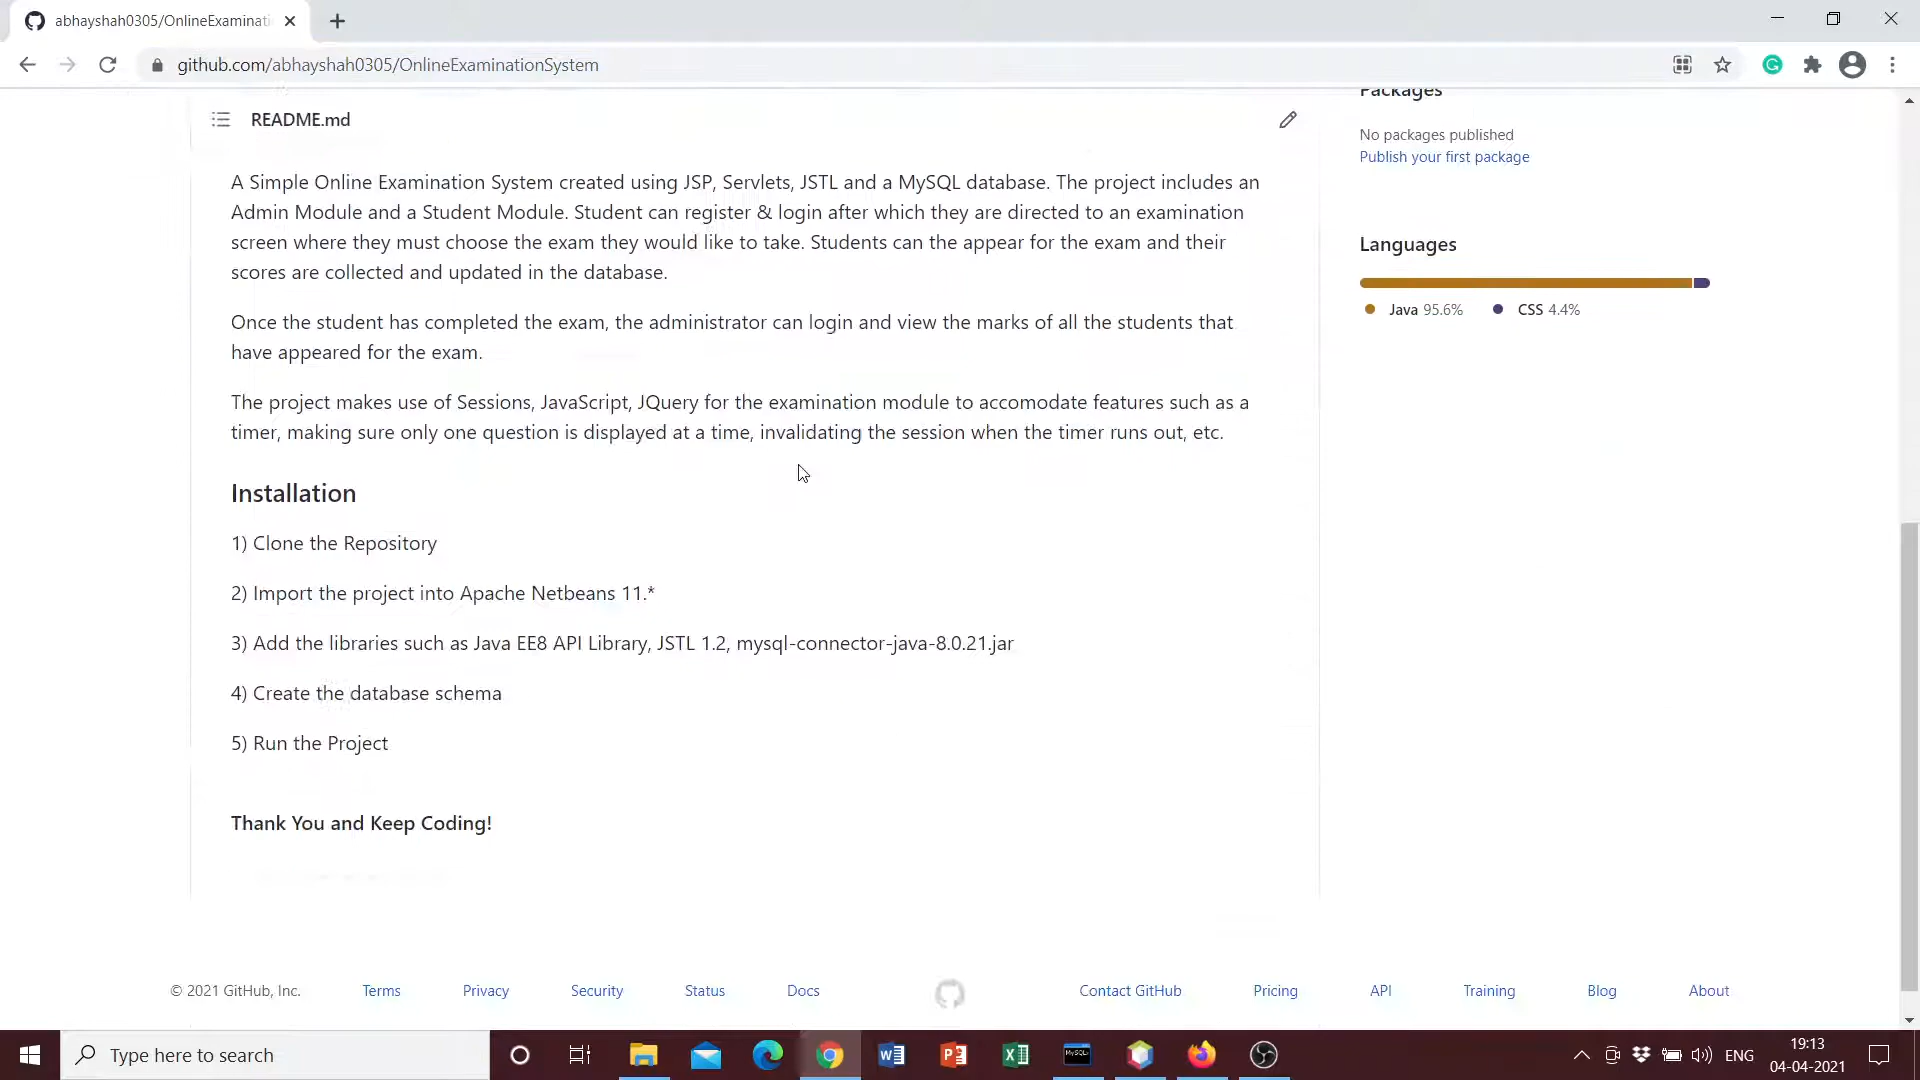 abhayshah0305/OnlineExaminati
github.com/abhayshah0305/OnlineExaminationSystem
README.md
A Simple Online Examination System created using JSP, Servlets, JSTL and a MySQL database. The project includes an
Admin Module and a Student Module. Student can register & login after which they are directed to an examination
screen where they must choose the exam they would like to take. Students can the appear for the exam and their
scores are collected and updated in the database.
Once the student has completed the exam, the administrator can login and view the marks of all the students that
have appeared for the exam.
The project makes use of Sessions, JavaScript, JQuery for the examination module to accomodate features such as a
timer, making sure only one question is displayed at a time, invalidating the session when the timer runs out, etc.
Installation
1) Clone the Repository
2) Import the project into Apache Netbeans 11.*
3) Add the libraries such as Java EE8 API Library, JSTL 1.2, mysql-connector-java-8.0.21.jar
4) Create the database schema
5) Run the Project
Thank You and Keep Coding!
Packages
No packages published
Publish your first package
Languages
Java 95.6% CSS 4.4%
© 2021 GitHub, Inc. Terms Privacy Security Status Docs Contact GitHub Pricing API Training Blog About
Type here to search
ENG
19:13
04-04-2021